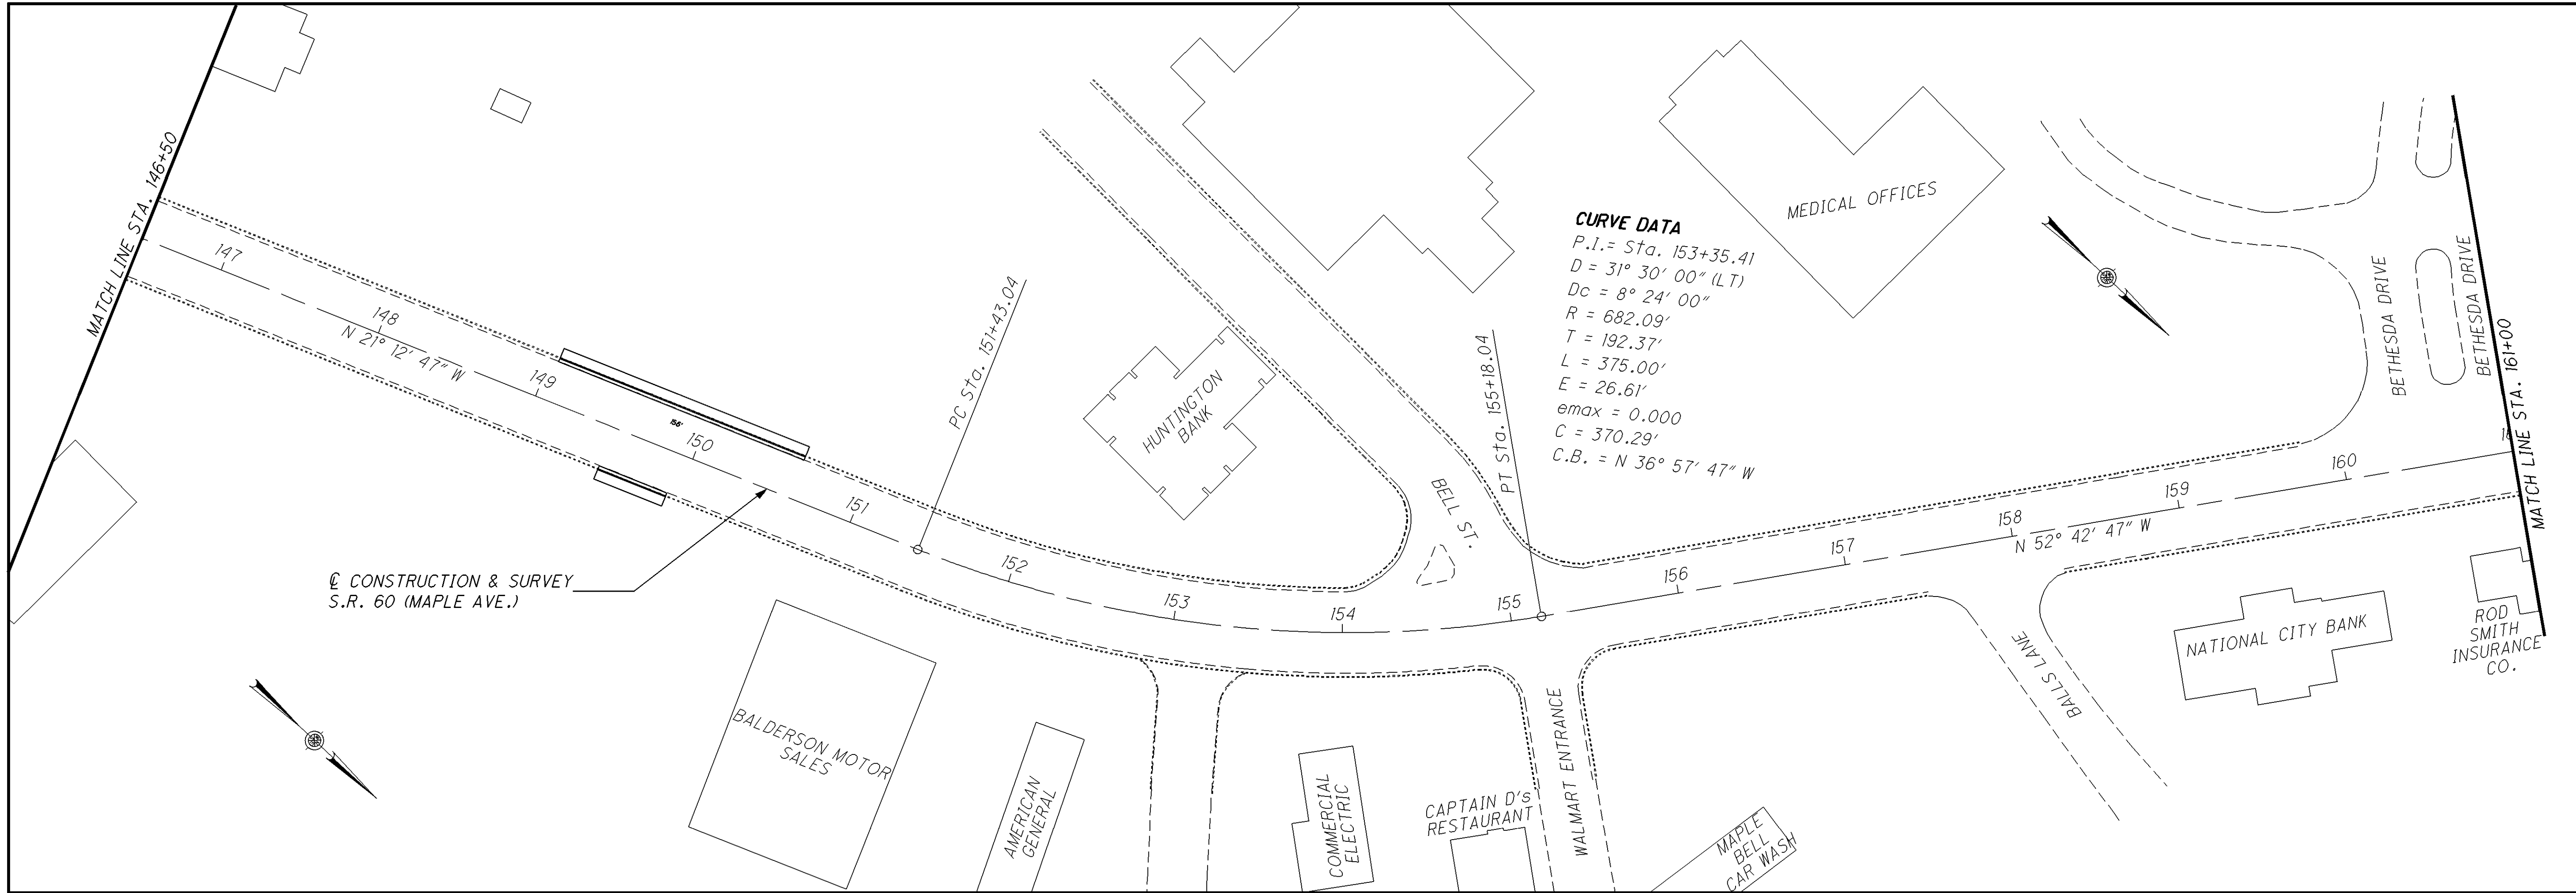 MATCH LINE STA. 146+50
147
148
N 21° 12' 47" W
149
156'
150
151
℄ CONSTRUCTION & SURVEY
S.R. 60 (MAPLE AVE.)
PC Sta. 151+43.04
152
153
154
155
HUNTINGTON
BANK
BELL ST.
PT Sta. 155+18.04
CURVE DATA
P.I.= Sta. 153+35.41
D = 31° 30' 00" (LT)
Dc = 8° 24' 00"
R = 682.09'
T = 192.37'
L = 375.00'
E = 26.61'
emax = 0.000
C = 370.29'
C.B. = N 36° 57' 47" W
MEDICAL OFFICES
156
157
158
N 52° 42' 47" W
159
160
BETHESDA DRIVE
BETHESDA DRIVE
MATCH LINE STA. 161+00
BALDERSON MOTOR
SALES
AMERICAN
GENERAL
COMMERCIAL
ELECTRIC
CAPTAIN D's
RESTAURANT
WALMART ENTRANCE
MAPLE
BELL
CAR WASH
BALLS LANE
NATIONAL CITY BANK
ROD
SMITH
INSURANCE
CO.